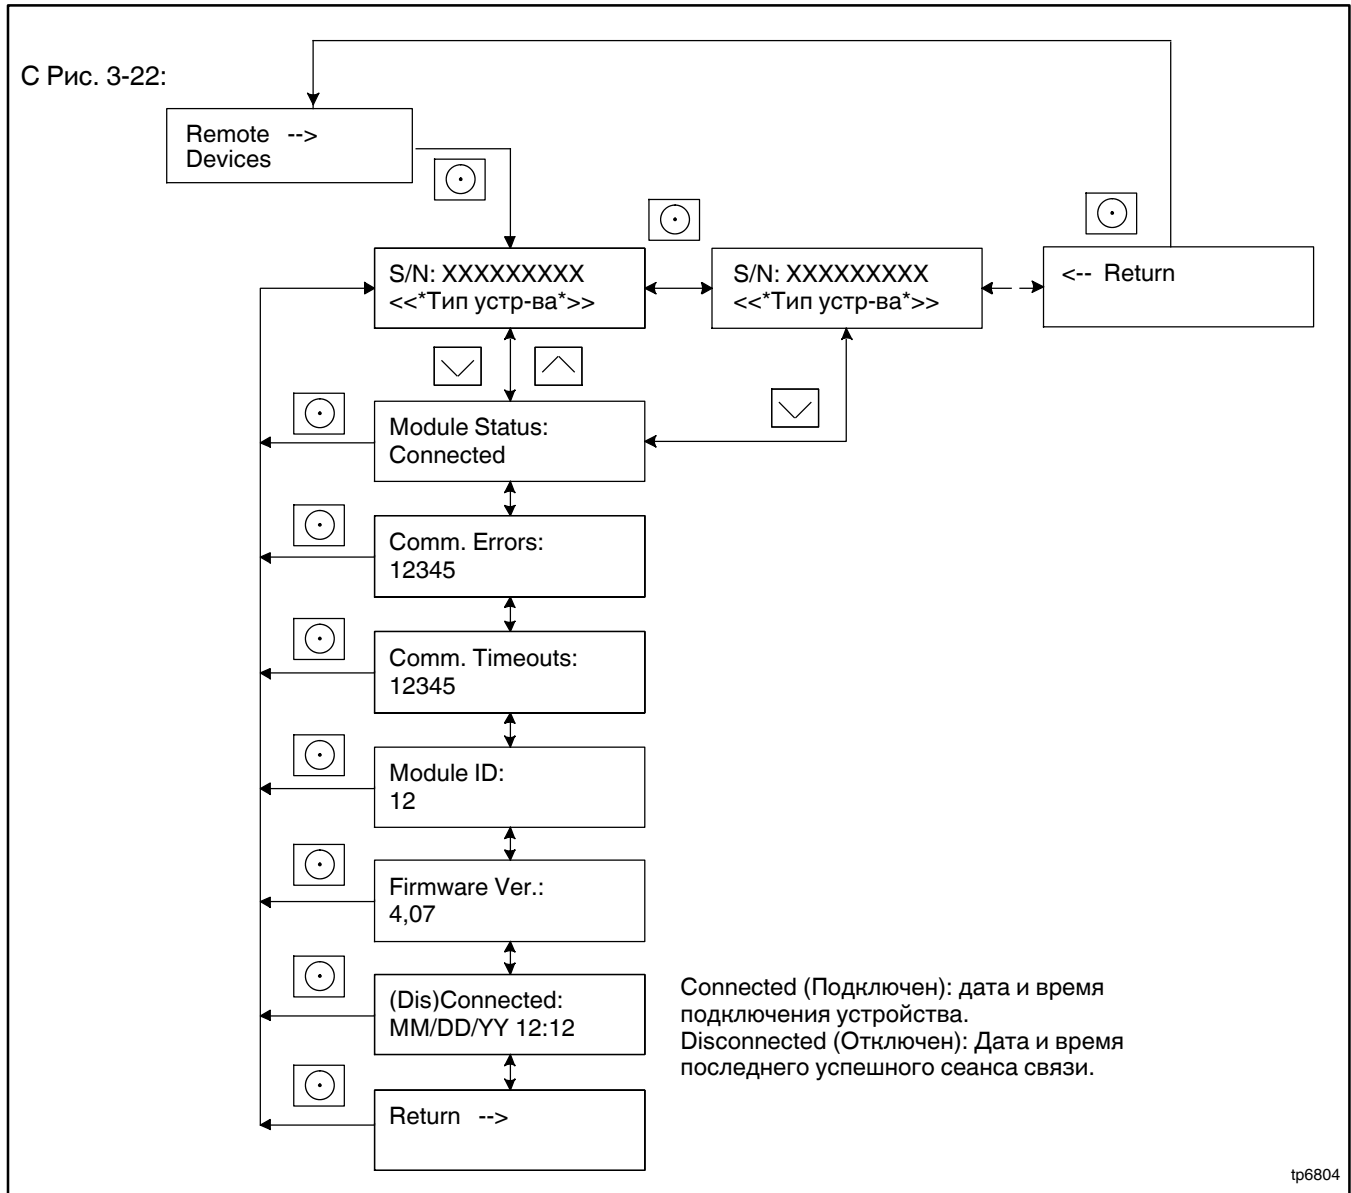 С Рис. 3-22:
Remote -->
Devices
S/N: XXXXXXXXX
<<*Тип устр-ва*>>
S/N: XXXXXXXXX
<<*Тип устр-ва*>>
<-- Return
Module Status:
Connected
Comm. Errors:
12345
Comm. Timeouts:
12345
Module ID:
12
Firmware Ver.:
4,07
(Dis)Connected:
MM/DD/YY 12:12
Connected (Подключен): дата и время
подключения устройства.
Disconnected (Отключен): Дата и время
последнего успешного сеанса связи.
Return -->
tp6804